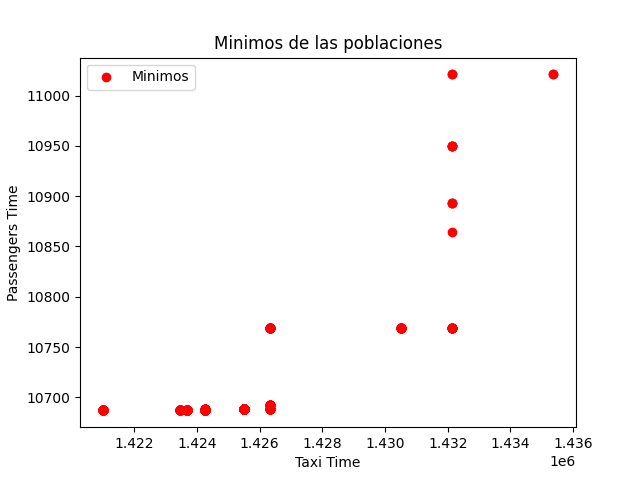 Minimos de las poblaciones
Minimos
Passengers Time
11000
10950
10900
10850
10800
10750
10700
1.422 1.424 1.426 1.428 1.430 1.432 1.434 1.436
1e6
Taxi Time